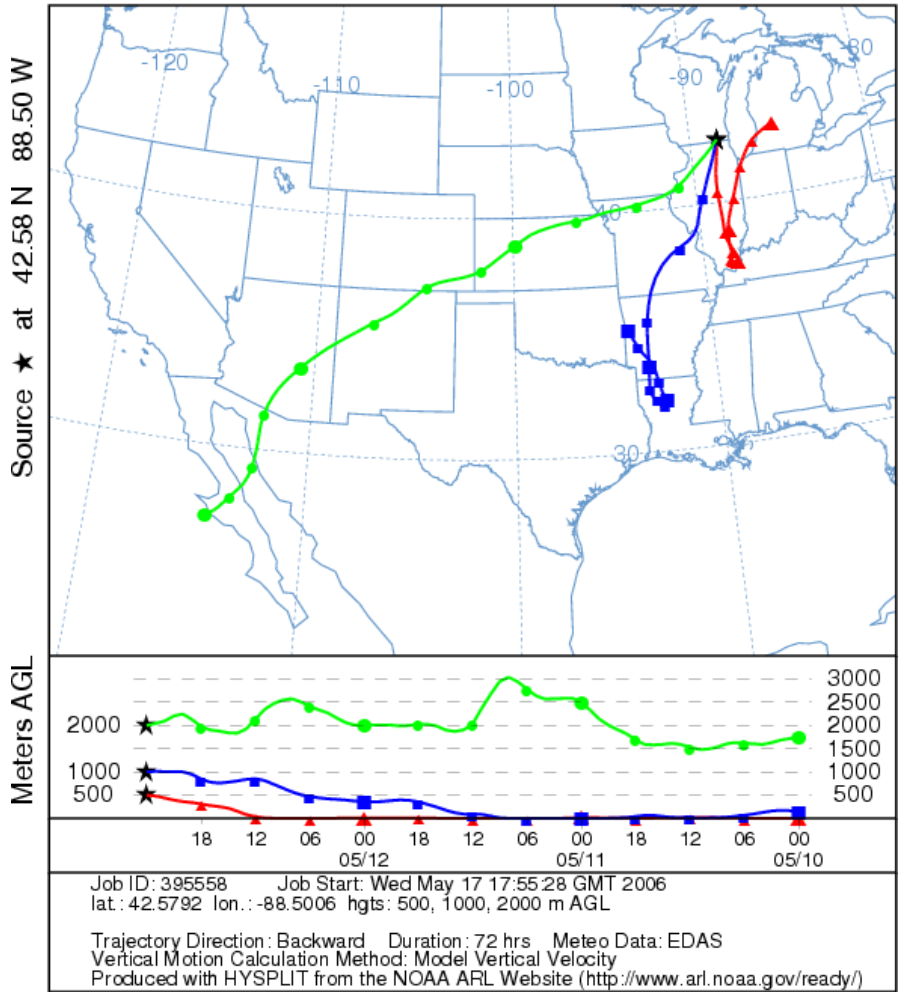 Source ★ at 42.58 N 88.50 W
-120
-110
-100
-90
80
40
30
Meters AGL
3000
2500
2000 2000
1500
1000 1000
500 500
18 12 06 00 18 12 06 00 18 12 06 00
05/12 05/11 05/10
Job ID: 395558 Job Start: Wed May 17 17:55:28 GMT 2006
lat.: 42.5792 lon.: -88.5006 hgts: 500, 1000, 2000 m AGL
Trajectory Direction: Backward Duration: 72 hrs Meteo Data: EDAS
Vertical Motion Calculation Method: Model Vertical Velocity
Produced with HYSPLIT from the NOAA ARL Website (http://www.arl.noaa.gov/ready/)